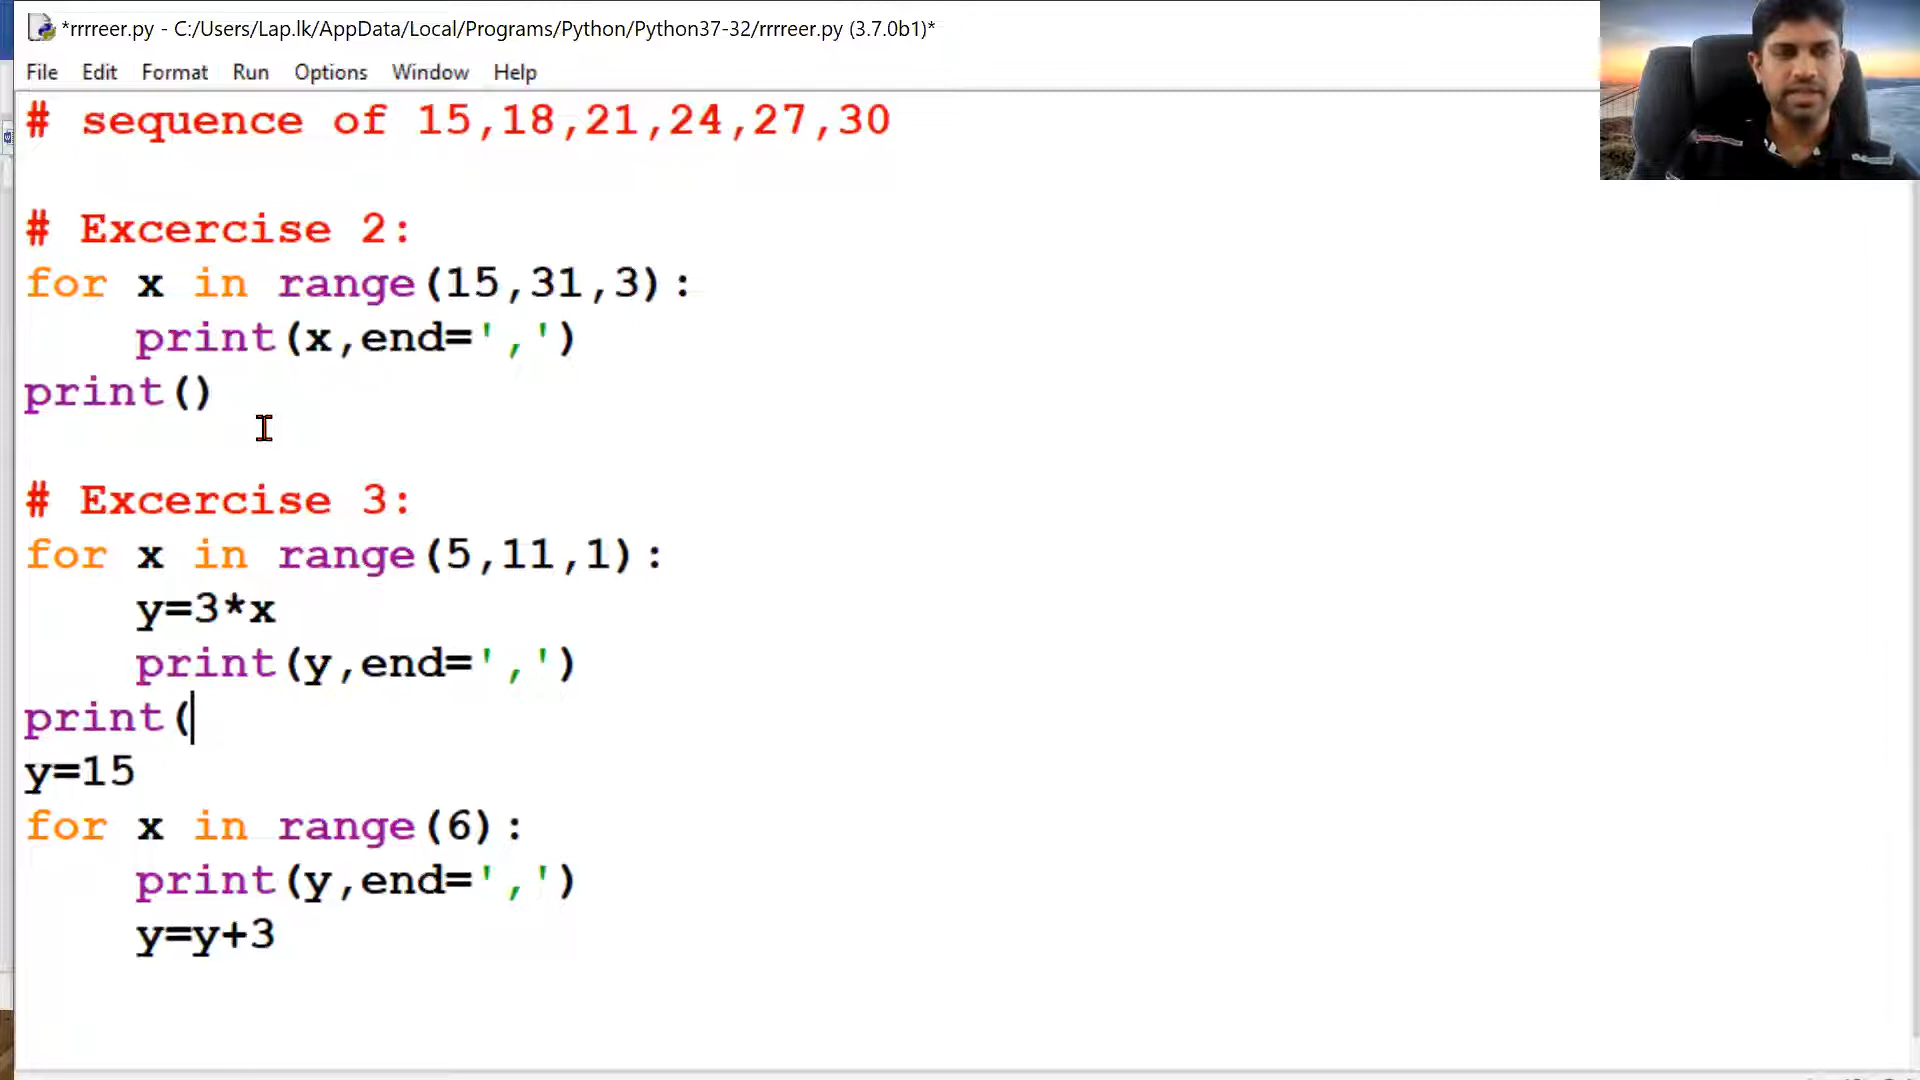 *rrrreer.py - C:/Users/Lap.lk/AppData/Local/Programs/Python/Python37-32/rrrreer.py (3.7.0b1)*
File Edit Format Run Options Window Help
# sequence of 15,18,21,24,27,30
# Excercise 2:
for x in range(15,31,3):
    print(x,end=',')
print()
# Excercise 3:
for x in range(5,11,1):
    y=3*x
    print(y,end=',')
print(
y=15
for x in range(6):
    print(y,end=',')
    y=y+3